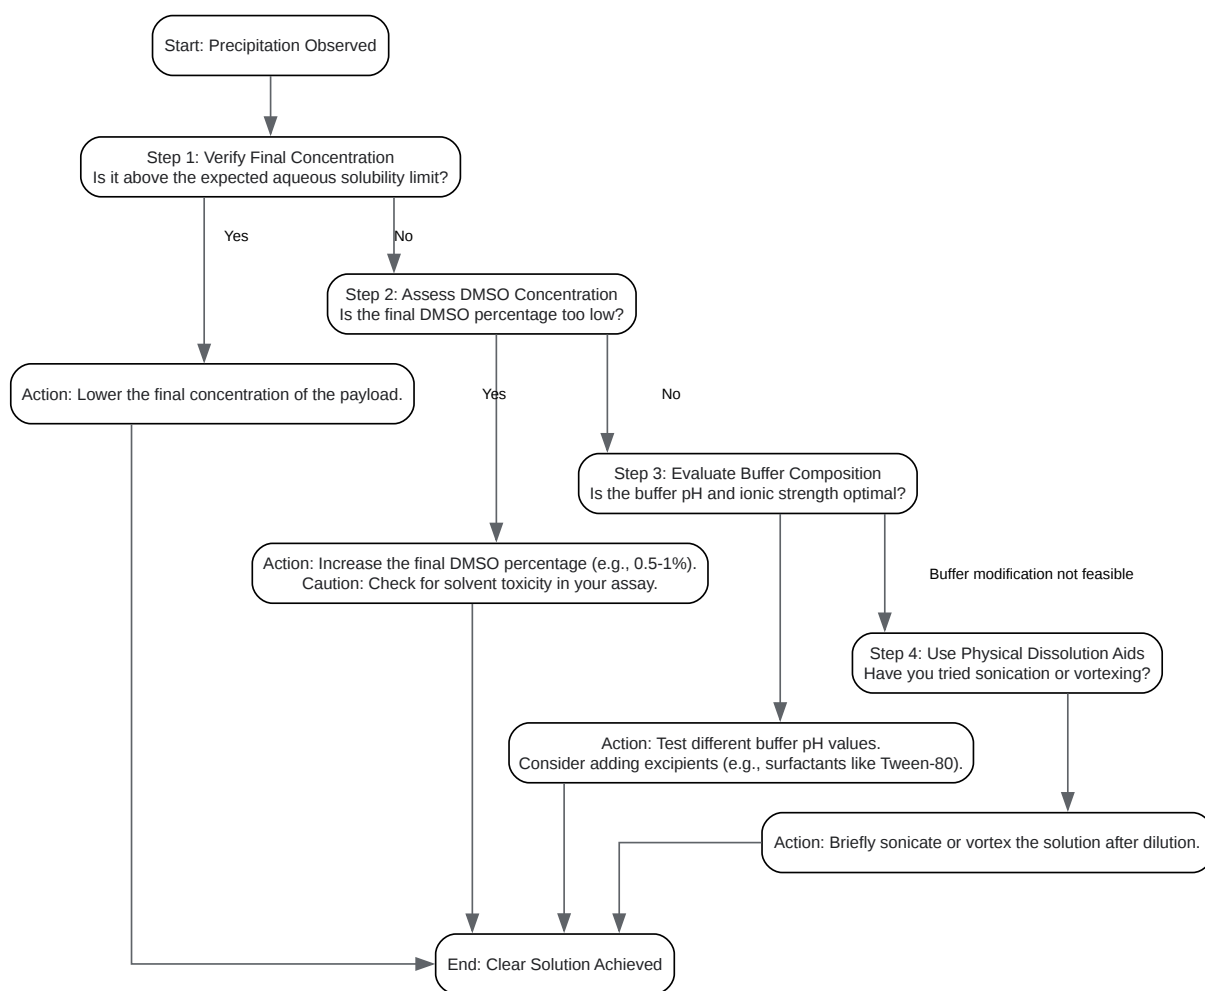 Start: Precipitation Observed
Step 1: Verify Final Concentration
Is it above the expected aqueous solubility limit?
Yes
No
Step 2: Assess DMSO Concentration
Is the final DMSO percentage too low?
Action: Lower the final concentration of the payload.
Yes
No
Step 3: Evaluate Buffer Composition
Is the buffer pH and ionic strength optimal?
Action: Increase the final DMSO percentage (e.g., 0.5-1%).
Caution: Check for solvent toxicity in your assay.
Buffer modification not feasible
Step 4: Use Physical Dissolution Aids
Have you tried sonication or vortexing?
Action: Test different buffer pH values.
Consider adding excipients (e.g., surfactants like Tween-80).
Action: Briefly sonicate or vortex the solution after dilution.
End: Clear Solution Achieved